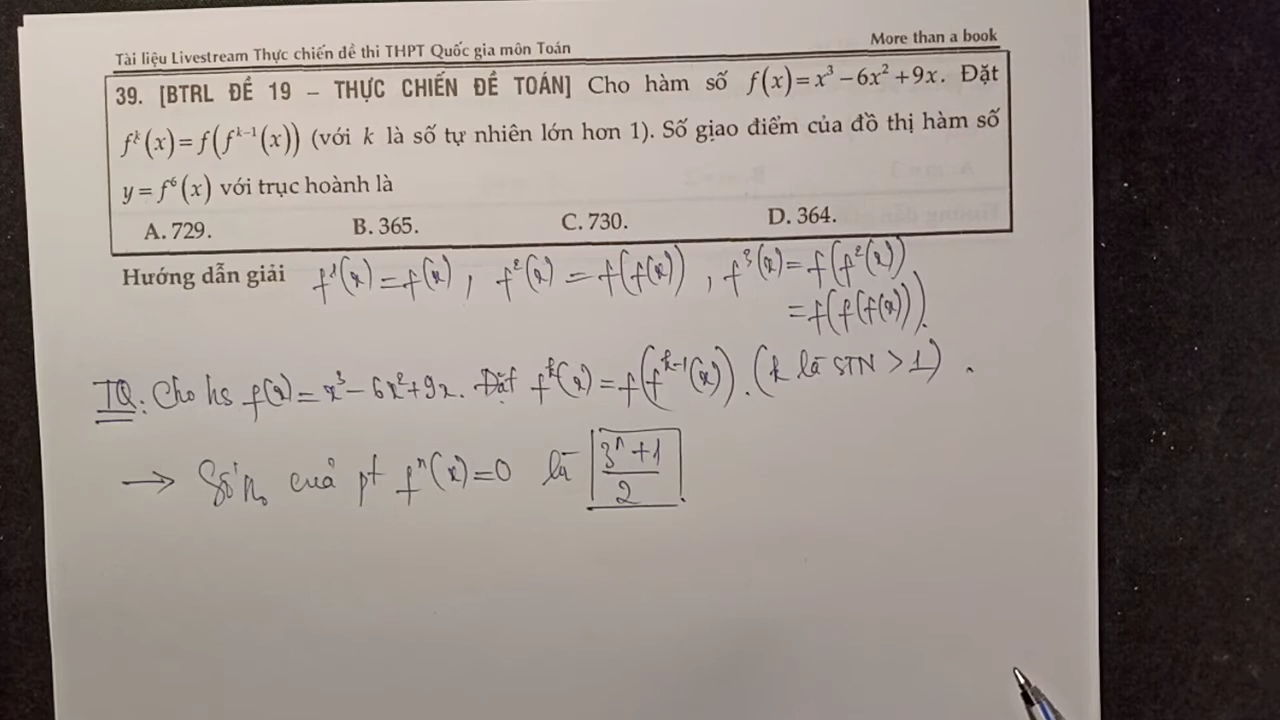 Tài liệu Livestream Thực chiến đề thi THPT Quốc gia môn Toán
More than a book
39. [BTRL ĐỀ 19 – THỰC CHIẾN ĐỀ TOÁN] Cho hàm số f(x)=x³−6x²+9x. Đặt
fᵏ(x)=f(fᵏ⁻¹(x)) (với k là số tự nhiên lớn hơn 1). Số giao điểm của đồ thị hàm số
y=f⁶(x) với trục hoành là
A. 729. B. 365. C. 730. D. 364.
Hướng dẫn giải f¹(x)=f(x), f²(x)=f(f(x)), f³(x)=f(f²(x))
=f(f(f(x))).
TQ: Cho hs f(x)=x³−6x²+9x. Đặt fᵏ(x)=f(fᵏ⁻¹(x)). (k là STN >1).
→ Số n₀ của pt fⁿ(x)=0 là (3ⁿ+1)/2.